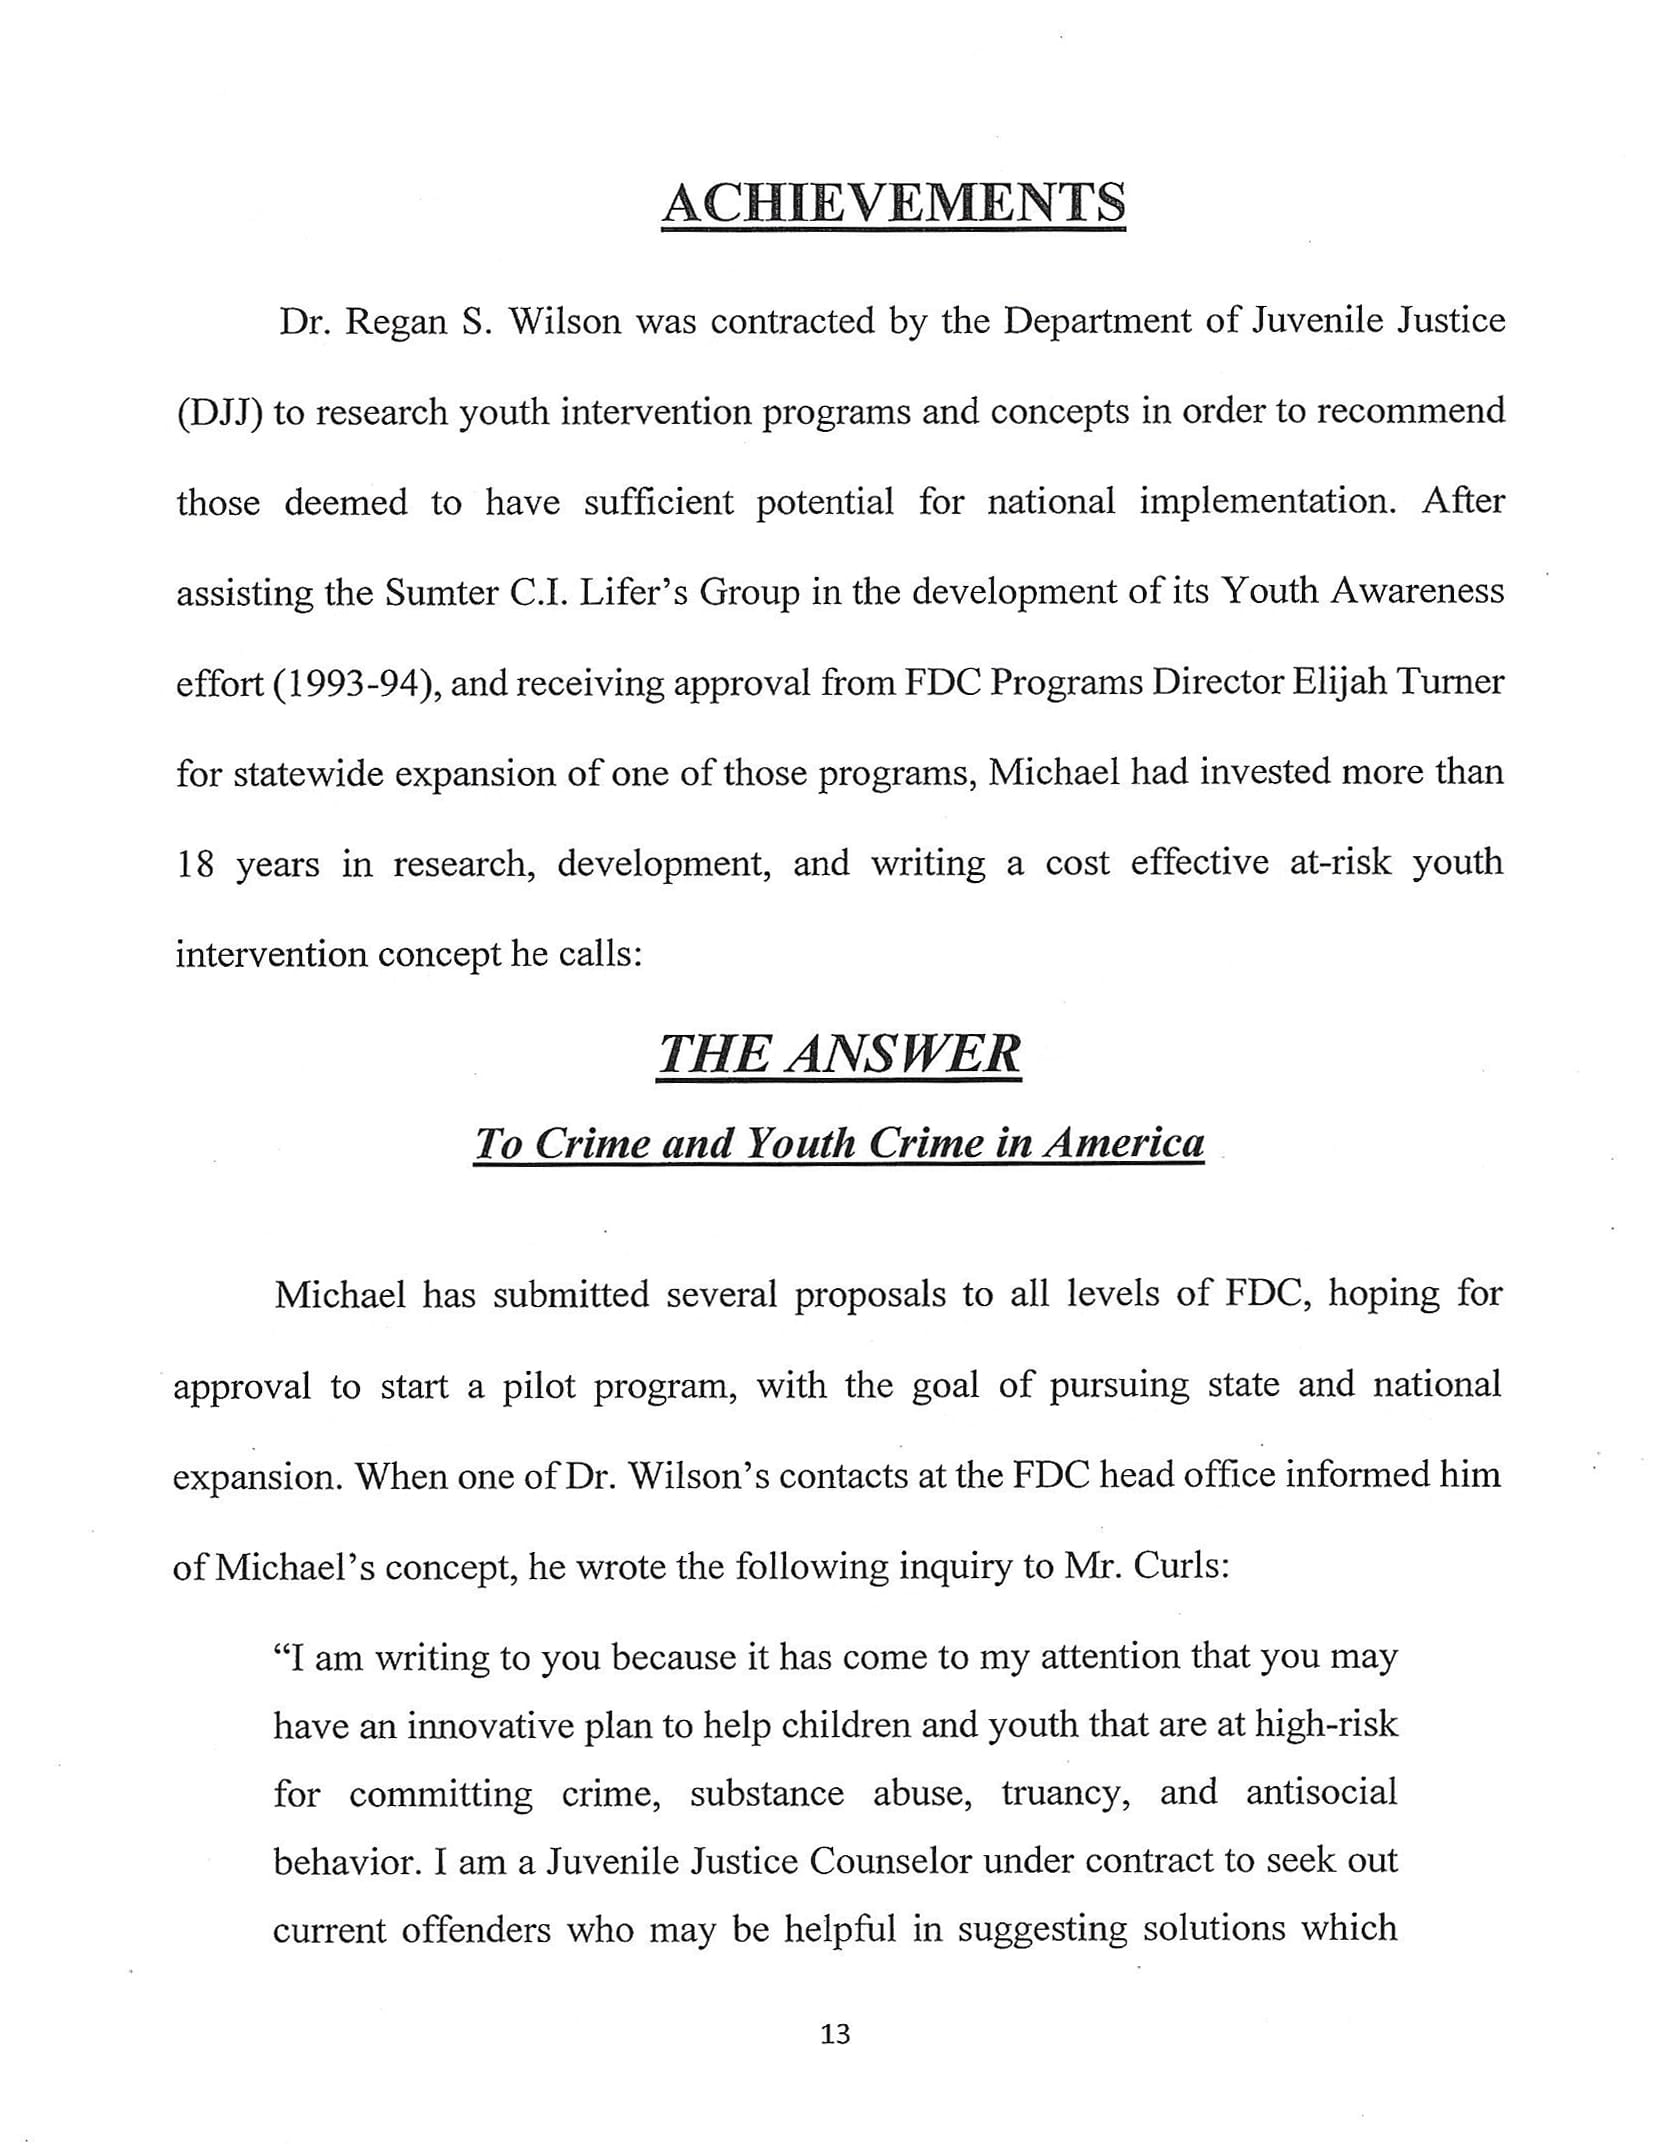 ACHIEVEMENTS
Dr. Regan S. Wilson was contracted by the Department of Juvenile Justice
(DJJ) to research youth intervention programs and concepts in order to recommend
those deemed to have sufficient potential for national implementation. After
assisting the Sumter C.I. Lifer’s Group in the development of its Youth Awareness
effort (1993-94), and receiving approval from FDC Programs Director Elijah Turner
for statewide expansion of one of those programs, Michael had invested more than
18 years in research, development, and writing a cost effective at-risk youth
intervention concept he calls:
THE ANSWER
To Crime and Youth Crime in America
Michael has submitted several proposals to all levels of FDC, hoping for
approval to start a pilot program, with the goal of pursuing state and national
expansion. When one of Dr. Wilson’s contacts at the FDC head office informed him
of Michael’s concept, he wrote the following inquiry to Mr. Curls:
“I am writing to you because it has come to my attention that you may
have an innovative plan to help children and youth that are at high-risk
for committing crime, substance abuse, truancy, and antisocial
behavior. I am a Juvenile Justice Counselor under contract to seek out
current offenders who may be helpful in suggesting solutions which
13